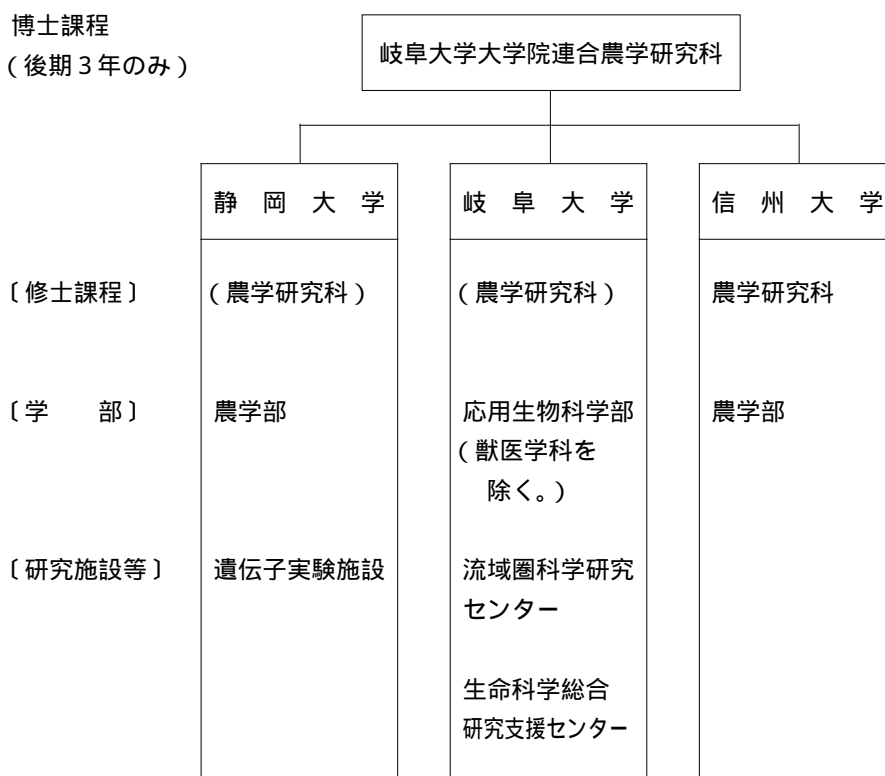 博士課程
(後期3年のみ)
岐阜大学大学院連合農学研究科
静岡大学 岐阜大学 信州大学
〔修士課程〕 (農学研究科) (農学研究科) 農学研究科
〔学 部〕 農学部 応用生物科学部 農学部
(獣医学科を
除く。)
〔研究施設等〕 遺伝子実験施設 流域圏科学研究
センター
生命科学総合
研究支援センター